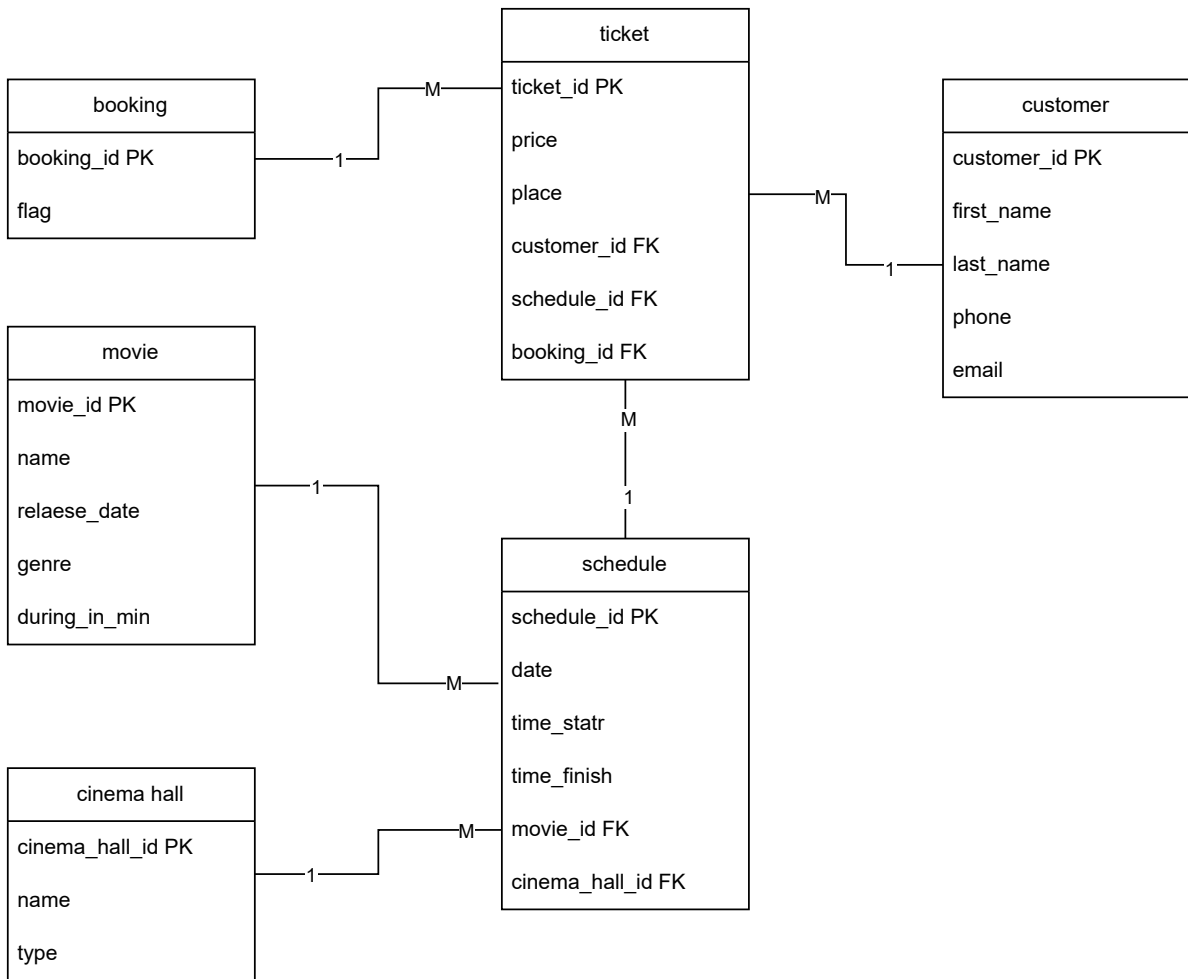 ticket
ticket_id PK
price
place
customer_id FK
schedule_id FK
booking_id FK
booking
booking_id PK
flag
customer
customer_id PK
first_name
last_name
phone
email
movie
movie_id PK
name
relaese_date
genre
during_in_min
schedule
schedule_id PK
date
time_statr
time_finish
movie_id FK
cinema_hall_id FK
cinema hall
cinema_hall_id PK
name
type
M
1
M
1
M
1
1
M
M
1